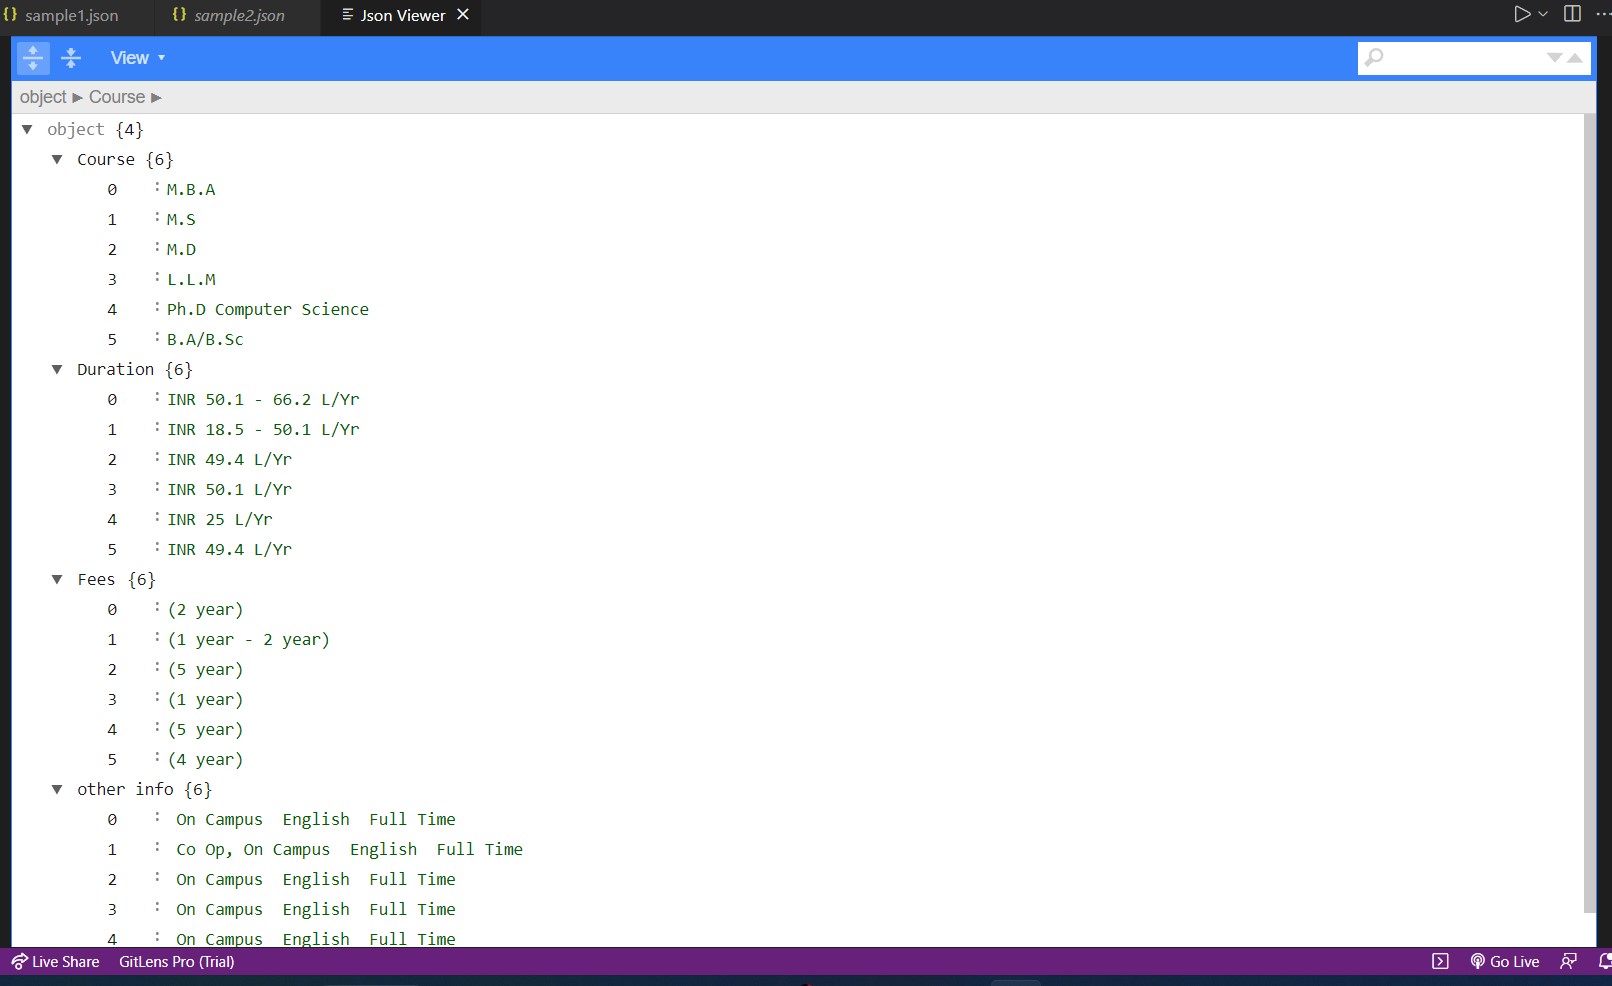 {} sample1.json {} sample2.json Json Viewer
View
object ▶ Course ▶
▼ object {4}
▼ Course {6}
0 : M.B.A
1 : M.S
2 : M.D
3 : L.L.M
4 : Ph.D Computer Science
5 : B.A/B.Sc
▼ Duration {6}
0 : INR 50.1 - 66.2 L/Yr
1 : INR 18.5 - 50.1 L/Yr
2 : INR 49.4 L/Yr
3 : INR 50.1 L/Yr
4 : INR 25 L/Yr
5 : INR 49.4 L/Yr
▼ Fees {6}
0 : (2 year)
1 : (1 year - 2 year)
2 : (5 year)
3 : (1 year)
4 : (5 year)
5 : (4 year)
▼ other info {6}
0 : On Campus English Full Time
1 : Co Op, On Campus English Full Time
2 : On Campus English Full Time
3 : On Campus English Full Time
4 : On Campus English Full Time
Live Share GitLens Pro (Trial) Go Live